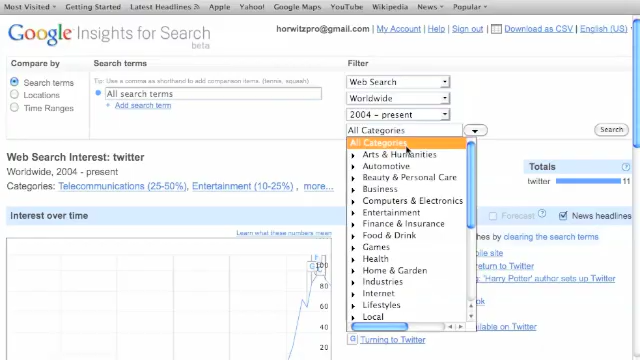 Most Visited Getting Started Latest Headlines Apple Yahoo! Google Maps YouTube Wikipedia News Popular
horwitzpro@gmail.com | My Account | Help | Sign out | Download as CSV | English (US)
Google Insights for Search
beta
Compare by
Search terms
Locations
Time Ranges
Search terms
Tip: Use a comma as shorthand to add comparison items. (tennis, squash)
All search terms
+ Add search term
Filter
Web Search
Worldwide
2004 - present
All Categories
Search
All Categories
Arts & Humanities
Automotive
Beauty & Personal Care
Business
Computers & Electronics
Entertainment
Finance & Insurance
Food & Drink
Games
Health
Home & Garden
Industries
Internet
Lifestyles
Local
Web Search Interest: twitter
Worldwide, 2004 - present
Categories: Telecommunications (25-50%), Entertainment (10-25%), more...
Totals
twitter 11
Interest over time
Forecast
News headlines
Learn what these numbers mean
hes by clearing the search terms
bile site
return to Twitter
'Harry Potter' author sets up Twitter
ok
available on Twitter
Turning to Twitter
G
100
80
60
40
20